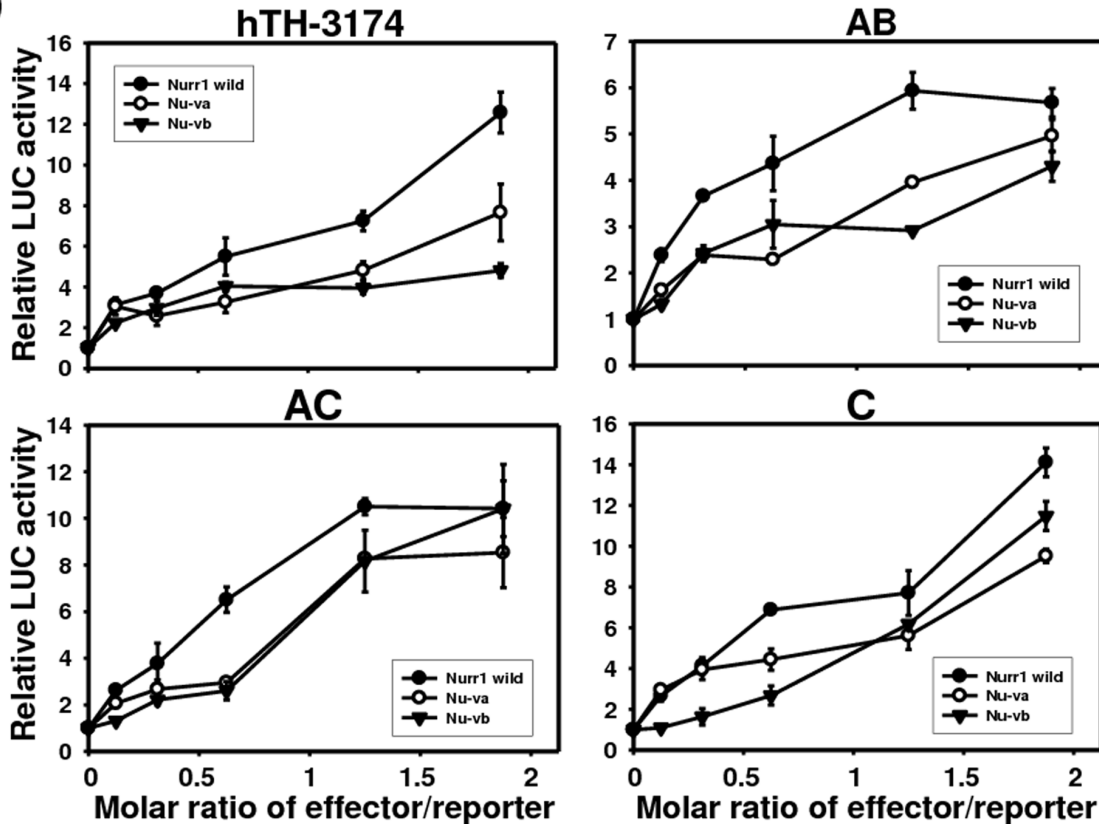 )
hTH-3174
Relative LUC activity
16
14
12
10
8
6
4
2
0
Nurr1 wild
Nu-va
Nu-vb
AB
7
6
5
4
3
2
1
0
Nurr1 wild
Nu-va
Nu-vb
AC
Relative LUC activity
14
12
10
8
6
4
2
0
Nurr1 wild
Nu-va
Nu-vb
0 0.5 1 1.5 2
Molar ratio of effector/reporter
C
16
14
12
10
8
6
4
2
0
Nurr1 wild
Nu-va
Nu-vb
0 0.5 1 1.5 2
Molar ratio of effector/reporter